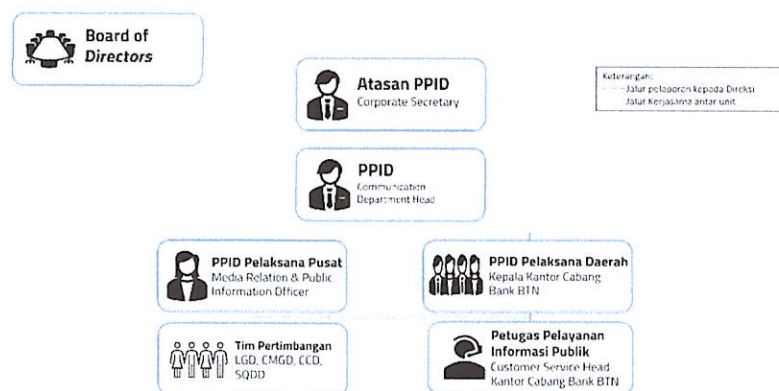 Board of
Directors
Atasan PPID
Corporate Secretary
Keterangan:
Jalur pelaporan kepada Direksi
Jalur Kerjasama antar unit
PPID
Communication
Department Head
PPID Pelaksana Pusat
Media Relation & Public
Information Officer
PPID Pelaksana Daerah
Kepala Kantor Cabang
Bank BTN
Tim Pertimbangan
LGD, CMGD, CCD,
SQDD
Petugas Pelayanan
Informasi Publik
Customer Service Head
Kantor Cabang Bank BTN